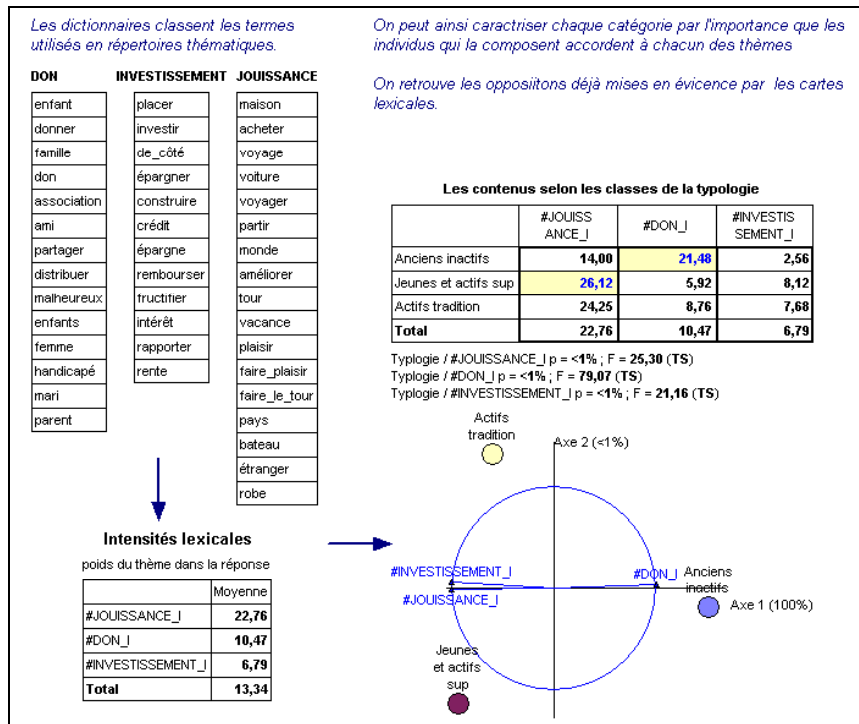 Les dictionnaires classent les termes
utilisés en répertoires thématiques.
DON
enfant
donner
famille
don
association
ami
partager
distribuer
malheureux
enfants
femme
handicapé
mari
parent
INVESTISSEMENT
placer
investir
de_côté
épargner
construire
crédit
épargne
rembourser
fructifier
intérêt
rapporter
rente
JOUISSANCE
maison
acheter
voyage
voiture
voyager
partir
monde
améliorer
tour
vacance
plaisir
faire_plaisir
faire_le_tour
pays
bateau
étranger
robe
Intensités lexicales
poids du thème dans la réponse
Moyenne
#JOUISSANCE_I 22,76
#DON_I 10,47
#INVESTISSEMENT_I 6,79
Total 13,34
On peut ainsi caractriser chaque catégorie par l'importance que les
individus qui la composent accordent à chacun des thèmes
On retrouve les opposiitons déjà mises en évicence par les cartes
lexicales.
Les contenus selon les classes de la typologie
#JOUISS
ANCE_I
#DON_I
#INVESTIS
SEMENT_I
Anciens inactifs 14,00 21,48 2,56
Jeunes et actifs sup 26,12 5,92 8,12
Actifs tradition 24,25 8,76 7,68
Total 22,76 10,47 6,79
Typlogie / #JOUISSANCE_I p = <1% ; F = 25,30 (TS)
Typlogie / #DON_I p = <1% ; F = 79,07 (TS)
Typlogie / #INVESTISSEMENT_I p = <1% ; F = 21,16 (TS)
Actifs
tradition
Axe 2 (<1%)
#INVESTISSEMENT_I
#JOUISSANCE_I
#DON_I
Anciens
inactifs
Axe 1 (100%)
Jeunes
et actifs
sup